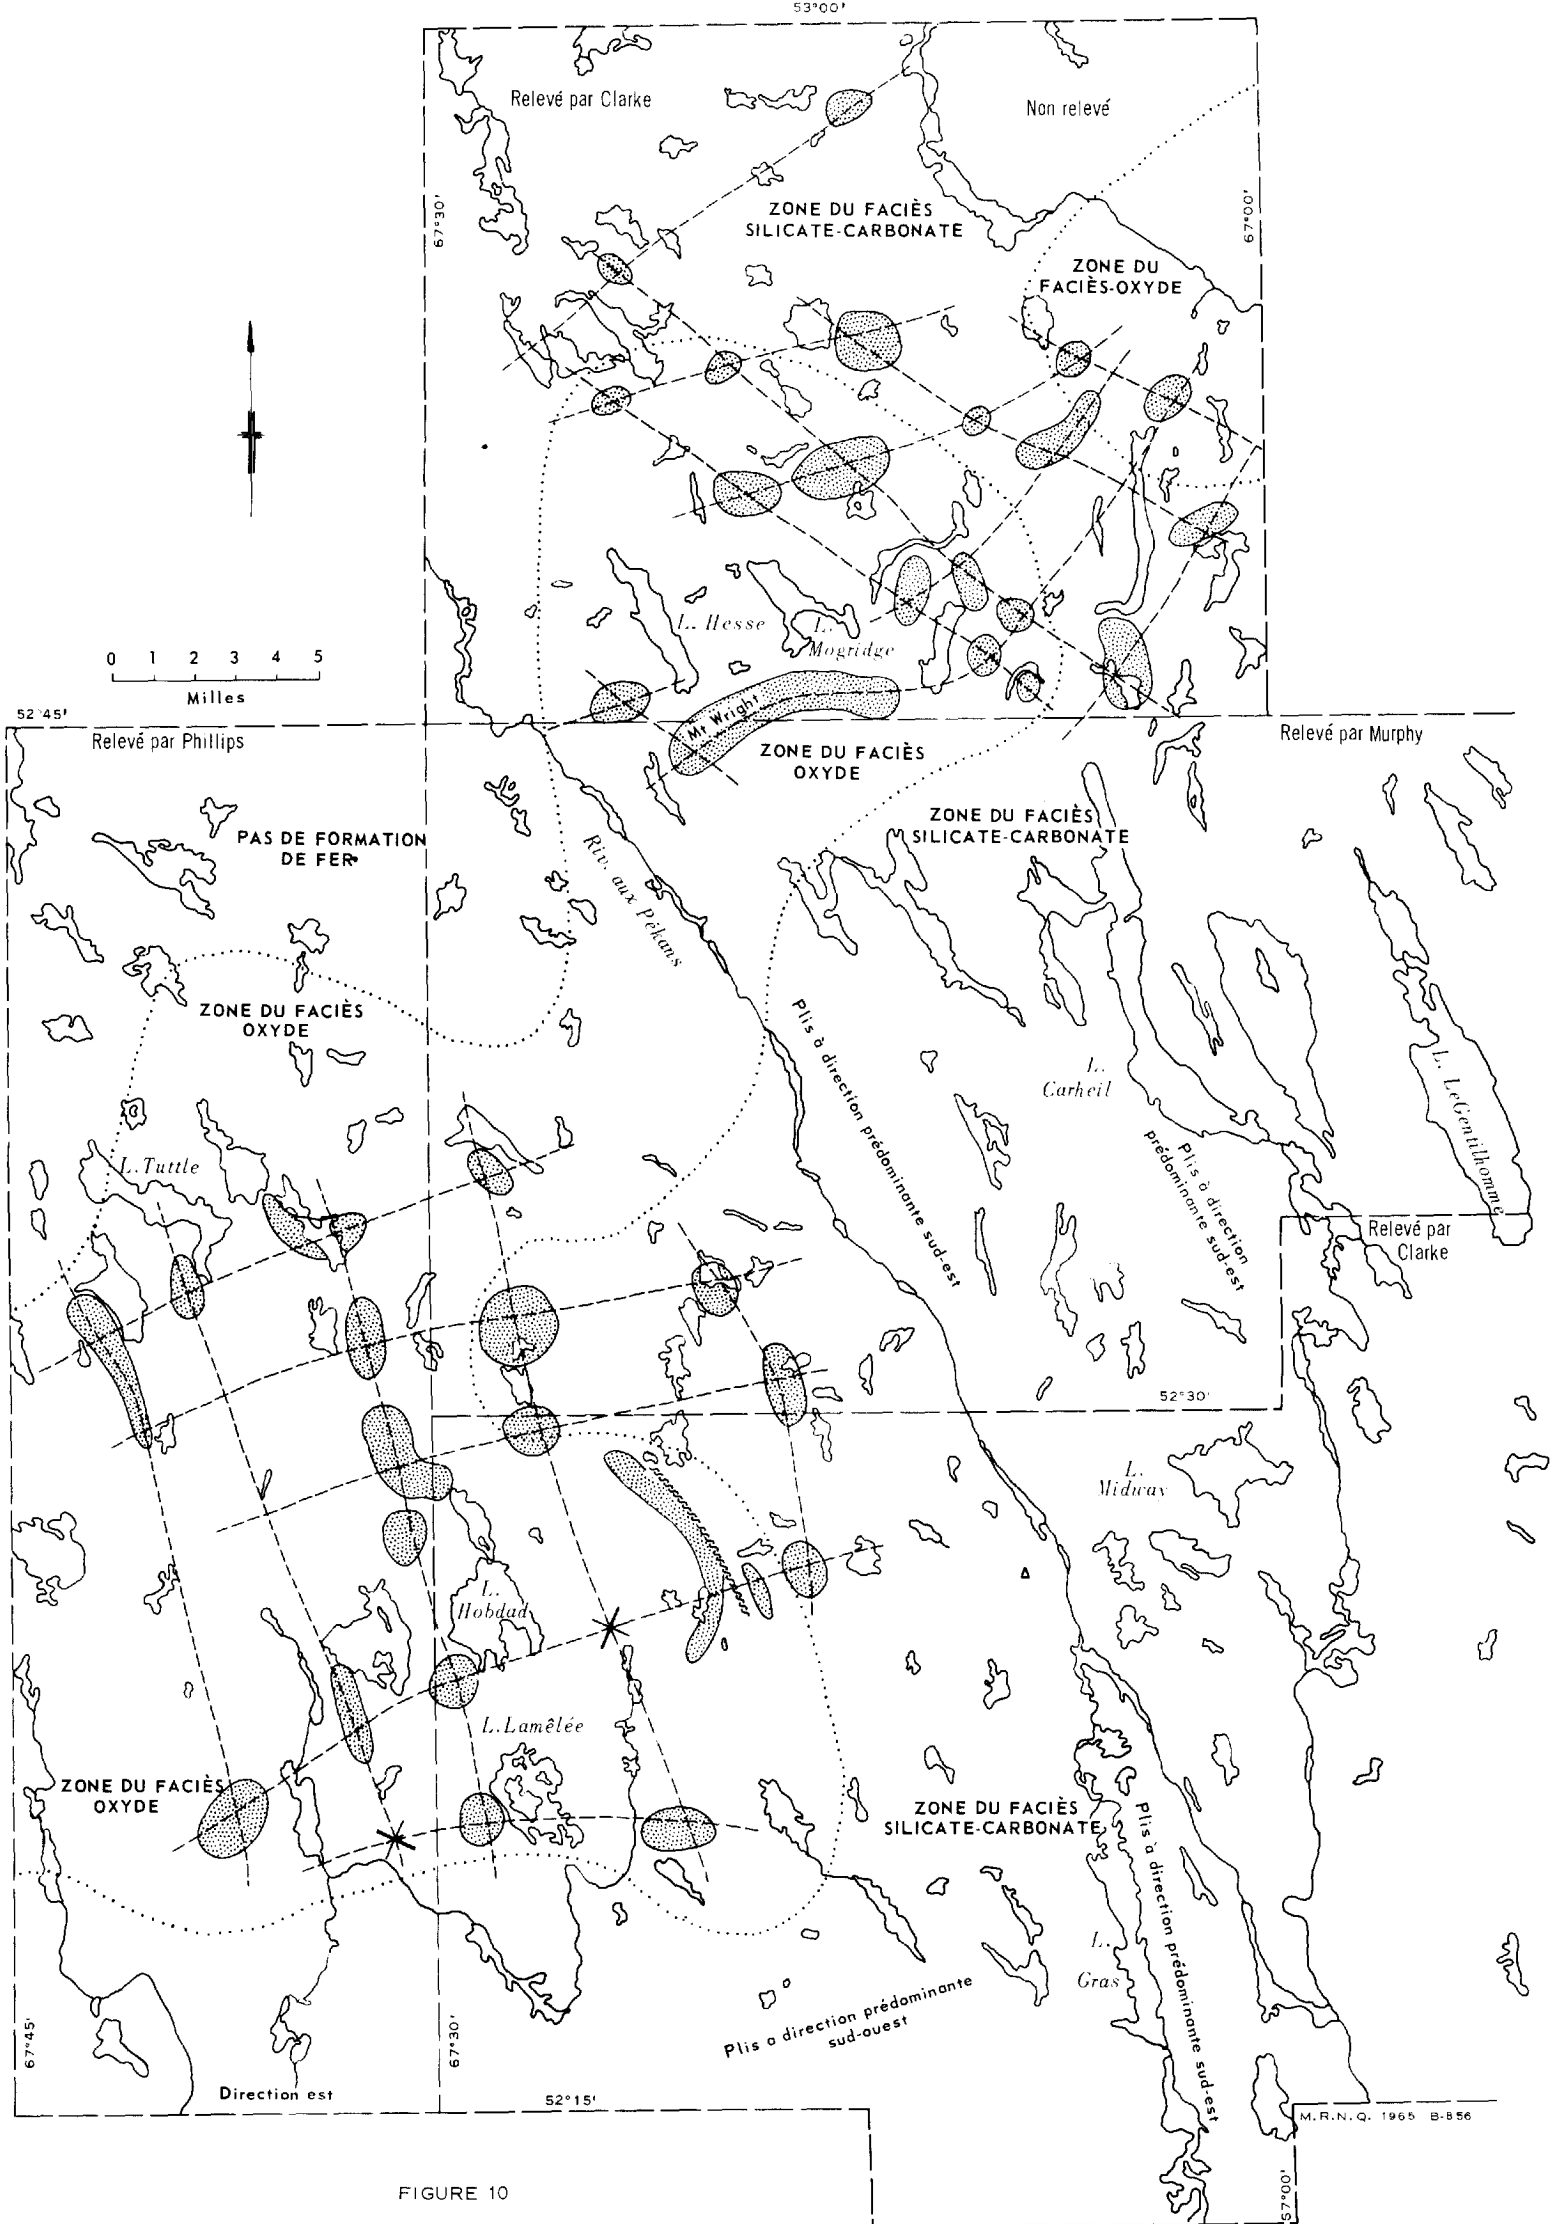 53°00'
Relevé par Clarke
Non relevé
67°30'
67°00'
ZONE DU FACIÈS
SILICATE-CARBONATE
ZONE DU
FACIÈS-OXYDE
L. Hesse
L.
Mogridge
0 1 2 3 4 5
Milles
52°45'
Relevé par Phillips
Mt Wright
ZONE DU FACIÈS
OXYDE
Relevé par Murphy
PAS DE FORMATION
DE FER
Riv. aux Pékans
ZONE DU FACIÈS
SILICATE-CARBONATE
ZONE DU FACIÈS
OXYDE
Plis à direction prédominante sud-est
L.
Carheil
Plis à direction
prédominante sud-est
L. LeGentilhomme
L. Tuttle
Relevé par
Clarke
52°30'
L.
Midway
L.
Hobdad
L. Lamêlée
ZONE DU FACIÈS
OXYDE
ZONE DU FACIÈS
SILICATE-CARBONATE
Plis à direction prédominante sud-est
L.
Gras
Plis a direction prédominante
sud-ouest
67°45'
67°30'
Direction est
52°15'
M.R.N.Q. 1965 B-856
67°00'
FIGURE 10